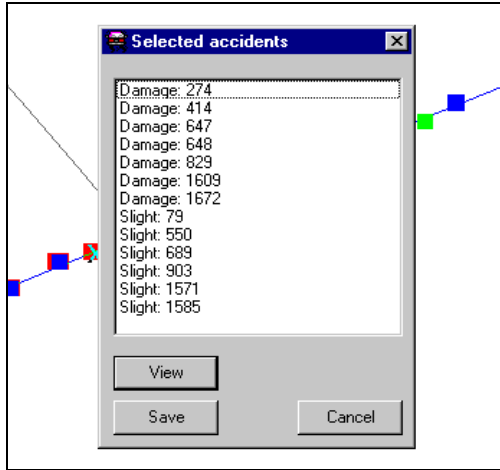 Selected accidents
Damage: 274
Damage: 414
Damage: 647
Damage: 648
Damage: 829
Damage: 1609
Damage: 1672
Slight: 79
Slight: 550
Slight: 689
Slight: 903
Slight: 1571
Slight: 1585
View
Save Cancel